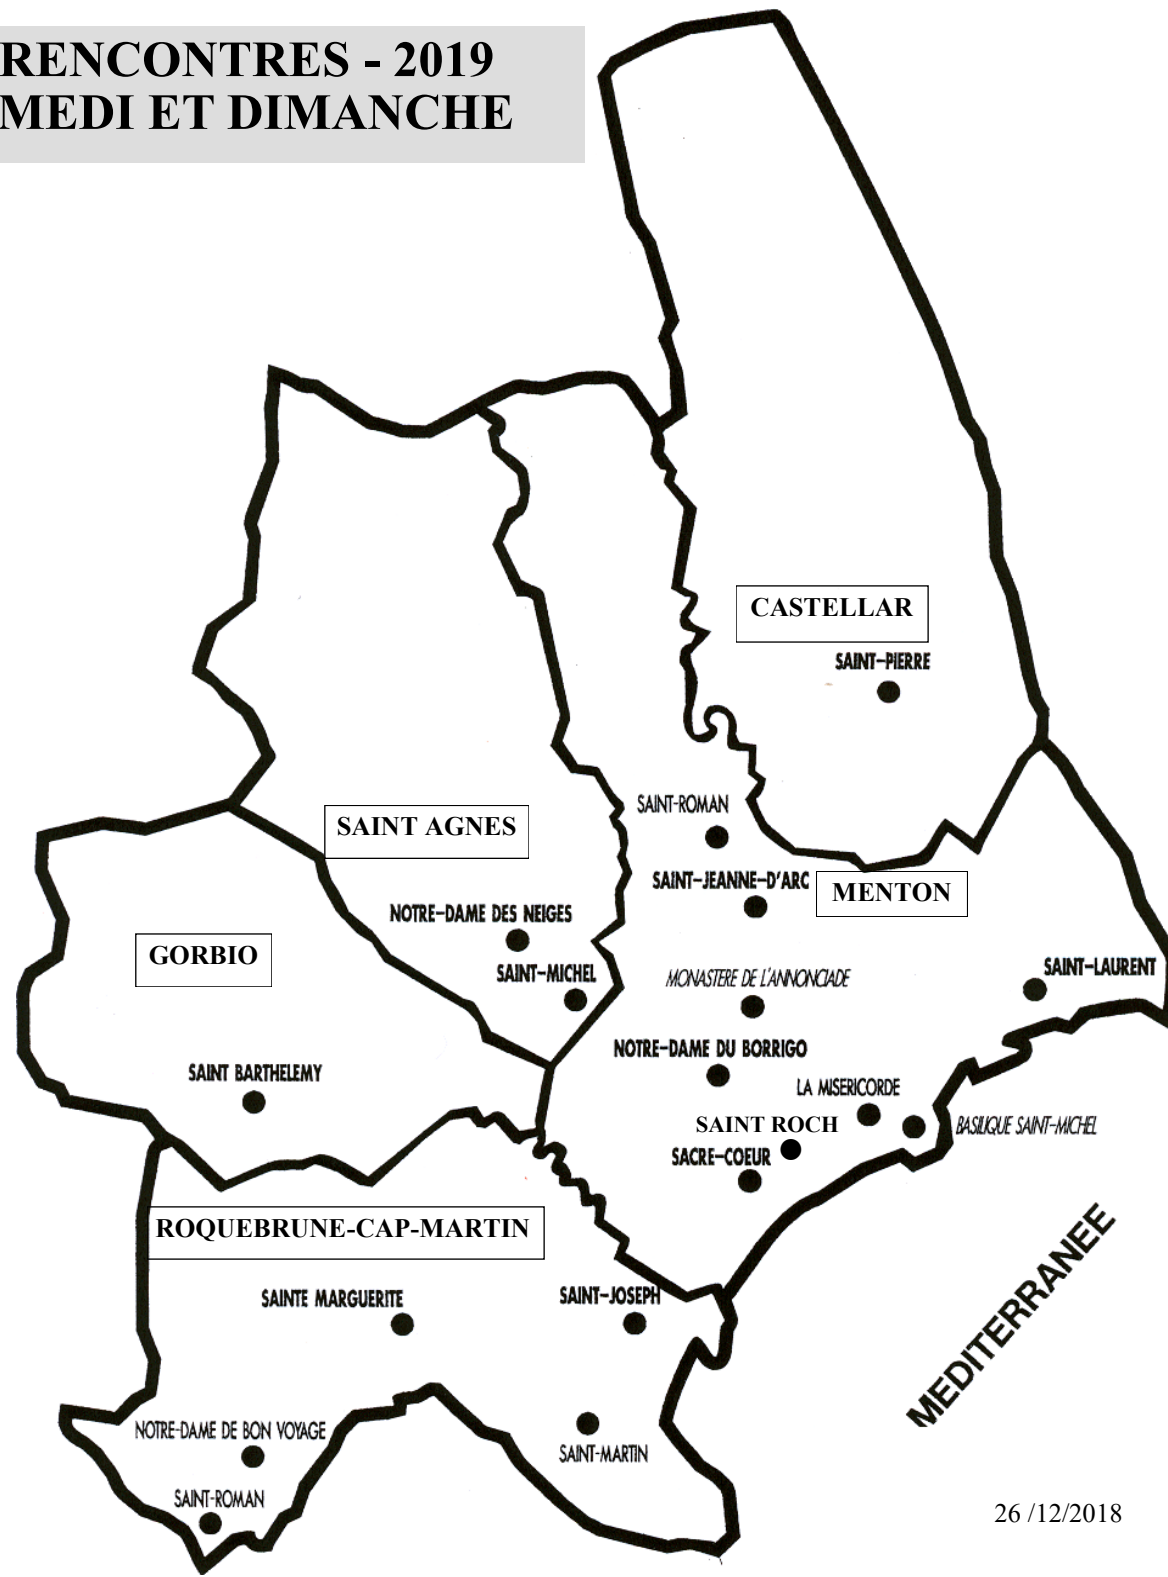 RENCONTRES - 2019
MEDI ET DIMANCHE
CASTELLAR
SAINT-PIERRE
SAINT-ROMAN
SAINT AGNES
SAINT-JEANNE-D'ARC
MENTON
NOTRE-DAME DES NEIGES
GORBIO
SAINT-MICHEL
MONASTERE DE L'ANNONCIADE
SAINT-LAURENT
NOTRE-DAME DU BORRIGO
SAINT BARTHELEMY
LA MISERICORDE
SAINT ROCH
BASILIQUE SAINT-MICHEL
SACRE-COEUR
ROQUEBRUNE-CAP-MARTIN
MEDITERRANEE
SAINTE MARGUERITE
SAINT-JOSEPH
NOTRE-DAME DE BON VOYAGE
SAINT-MARTIN
SAINT-ROMAN
26 /12/2018